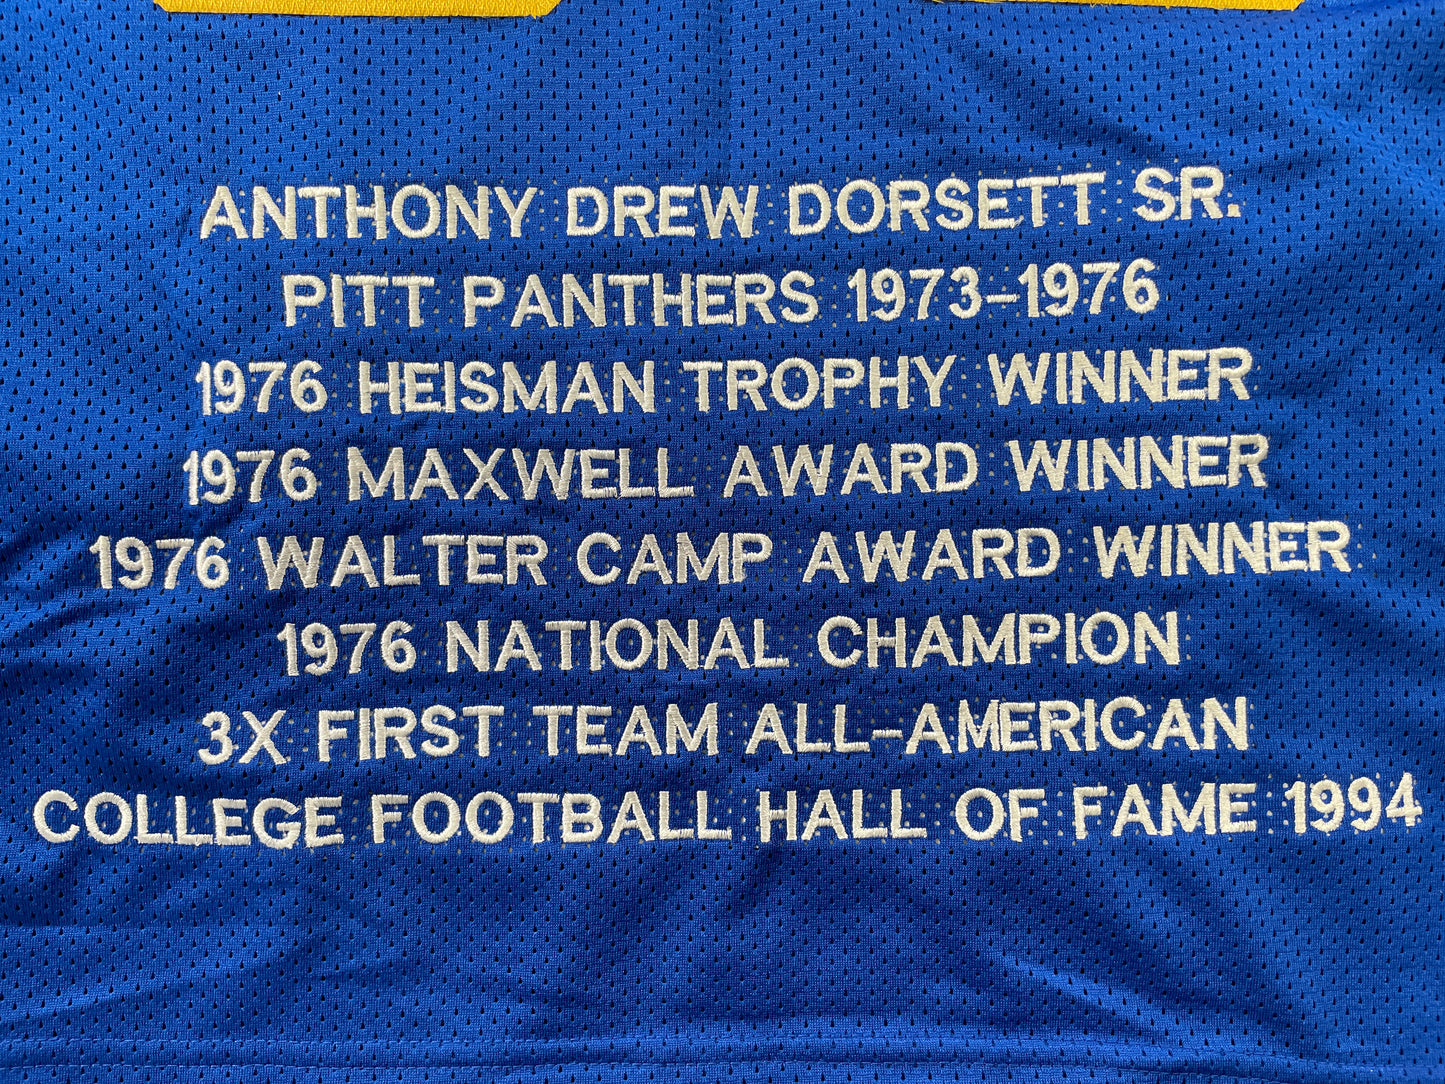 ANTHONY DREW DORSETT SR.
PITT PANTHERS 1973-1976
1976 HEISMAN TROPHY WINNER
1976 MAXWELL AWARD WINNER
1976 WALTER CAMP AWARD WINNER
1976 NATIONAL CHAMPION
3X FIRST TEAM ALL-AMERICAN
COLLEGE FOOTBALL HALL OF FAME 1994